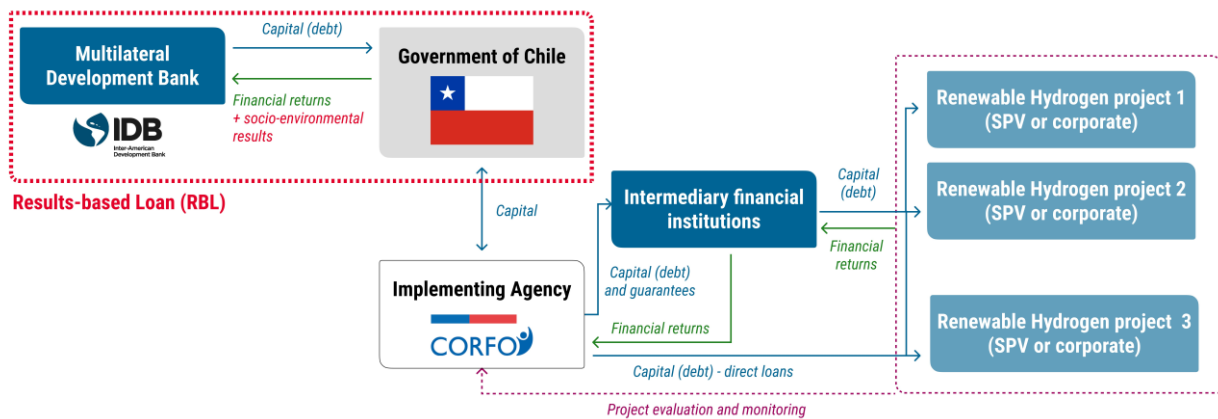 Multilateral
Development Bank
Capital (debt)
Financial returns
+ socio-environmental
results
IDB
Inter-American
Development Bank
Government of Chile
Results-based Loan (RBL)
Capital
Implementing Agency
CORFO
Capital (debt)
and guarantees
Financial returns
Capital (debt) - direct loans
Project evaluation and monitoring
Intermediary financial
institutions
Capital
(debt)
Financial
returns
Renewable Hydrogen project 1
(SPV or corporate)
Renewable Hydrogen project 2
(SPV or corporate)
Renewable Hydrogen project 3
(SPV or corporate)